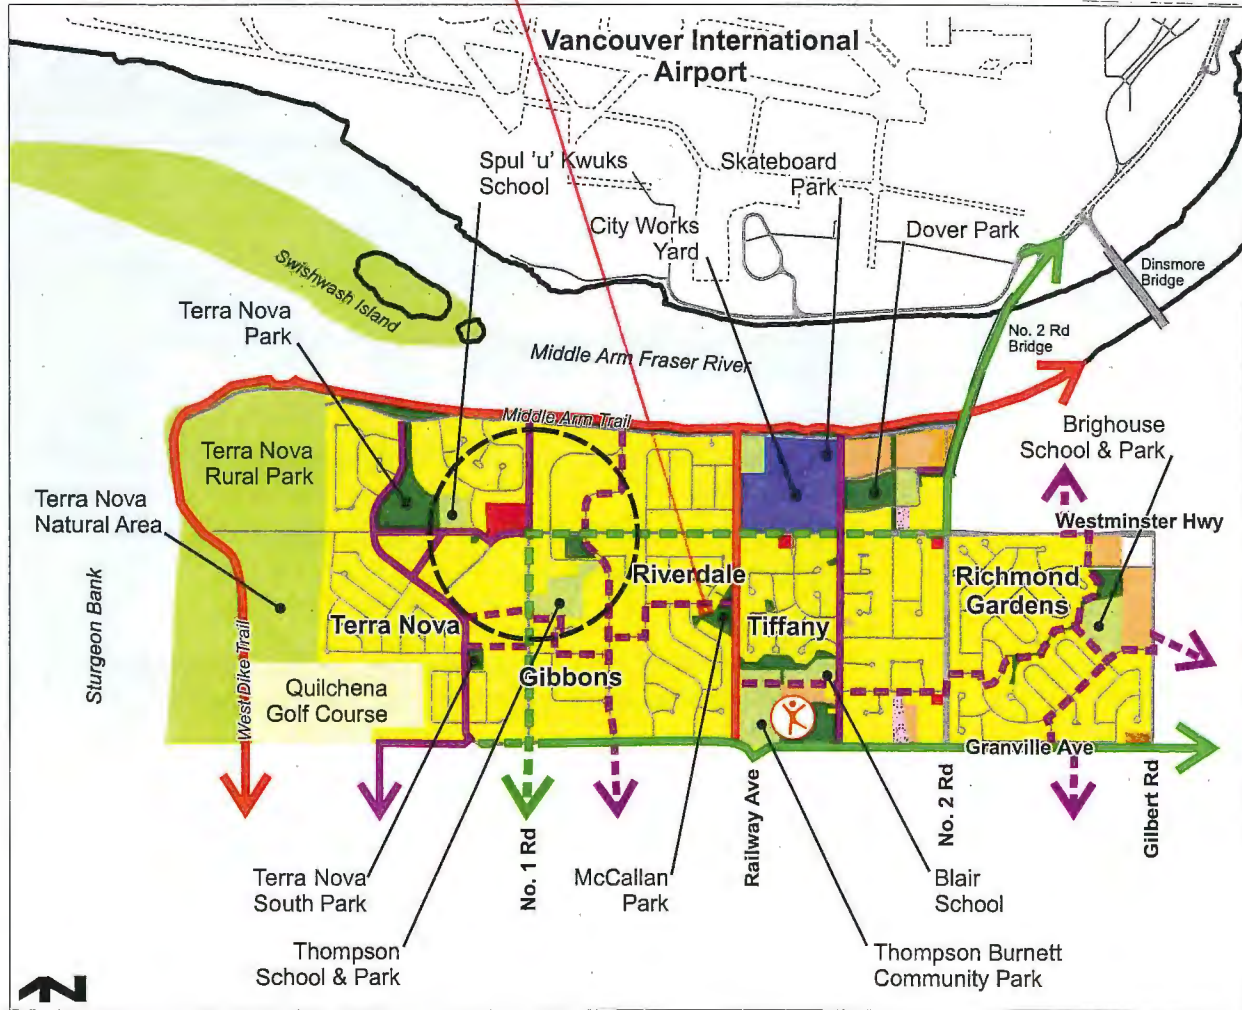 Vancouver International
Airport
Spul 'u' Kwuks
School
Skateboard
Park
City Works
Yard
Dover Park
Dinsmore
Bridge
Swishwash Island
Terra Nova
Park
No. 2 Rd
Bridge
Middle Arm Fraser River
Middle Arm Trail
Brighouse
School & Park
Terra Nova
Rural Park
Terra Nova
Natural Area
Westminster Hwy
Riverdale
Richmond
Gardens
Terra Nova
Tiffany
Sturgeon Bank
West Dike Trail
Gibbons
Quilchena
Golf Course
Granville Ave
No. 1 Rd
Railway Ave
No. 2 Rd
Gilbert Rd
Terra Nova
South Park
McCallan
Park
Blair
School
Thompson
School & Park
Thompson Burnett
Community Park
N